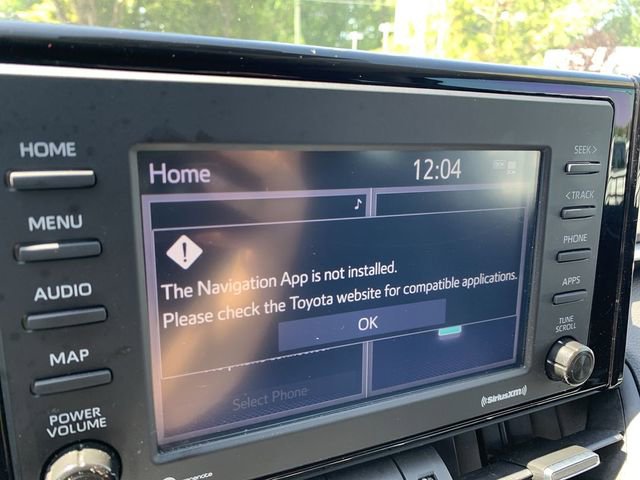 HOME
MENU
AUDIO
MAP
POWER
VOLUME
Home 12:04
The Navigation App is not installed.
Please check the Toyota website for compatible applications.
OK
Select Phone
SEEK >
< TRACK
PHONE
APPS
TUNE
SCROLL
SiriusXM